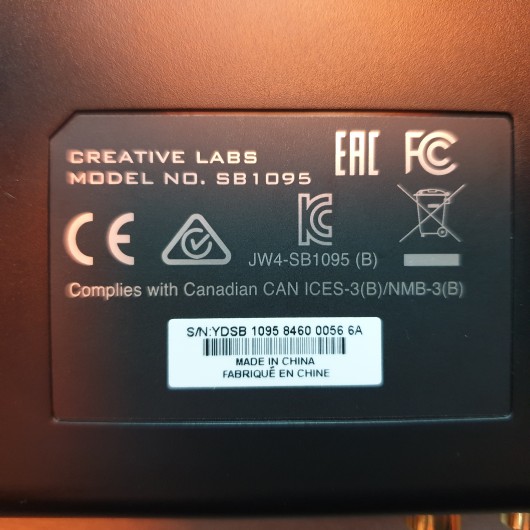 CREATIVE LABS
MODEL NO. SB1095
EAC FC
CE
JW4-SB1095 (B)
Complies with Canadian CAN ICES-3(B)/NMB-3(B)
S/N:YDSB 1095 8460 0056 6A
MADE IN CHINA
FABRIQUÉ EN CHINE